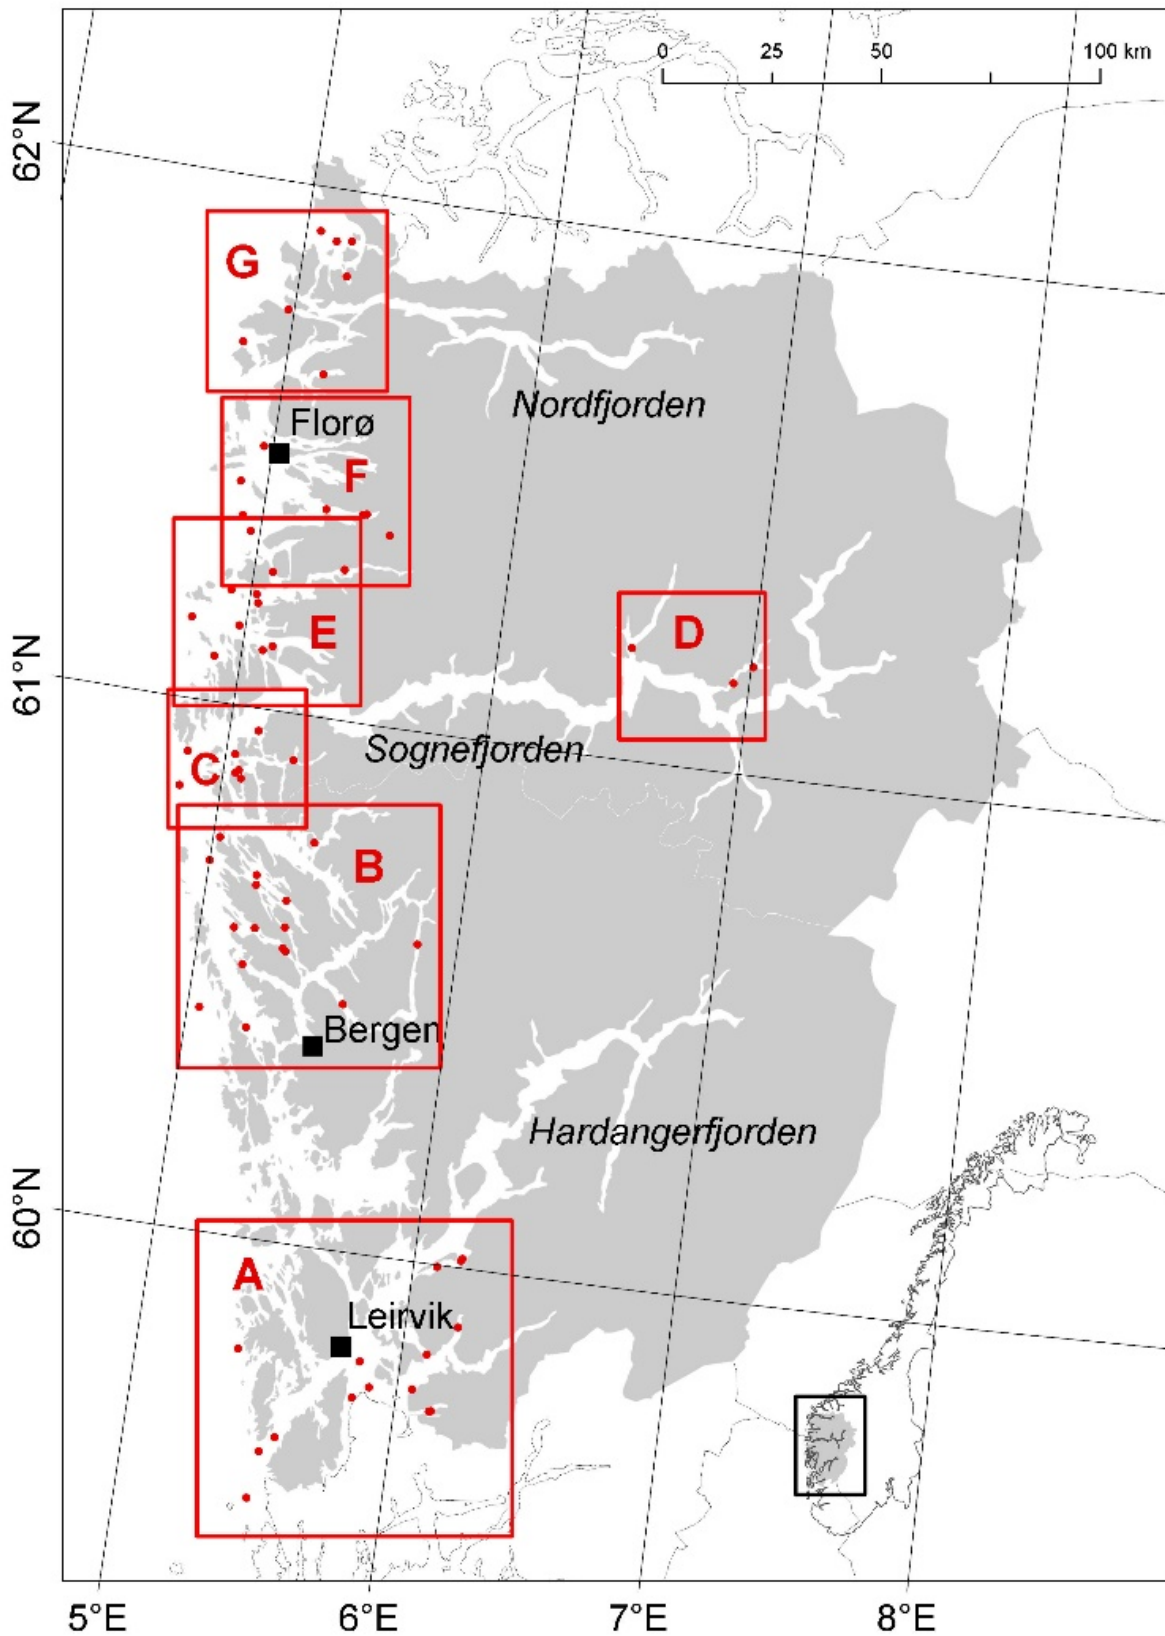 0 25 50 100 km
62°N
G
Nordfjorden
Florø
F
E
D
61°N
Sognefjorden
C
B
Bergen
Hardangerfjorden
60°N
A
Leirvik
5°E 6°E 7°E 8°E